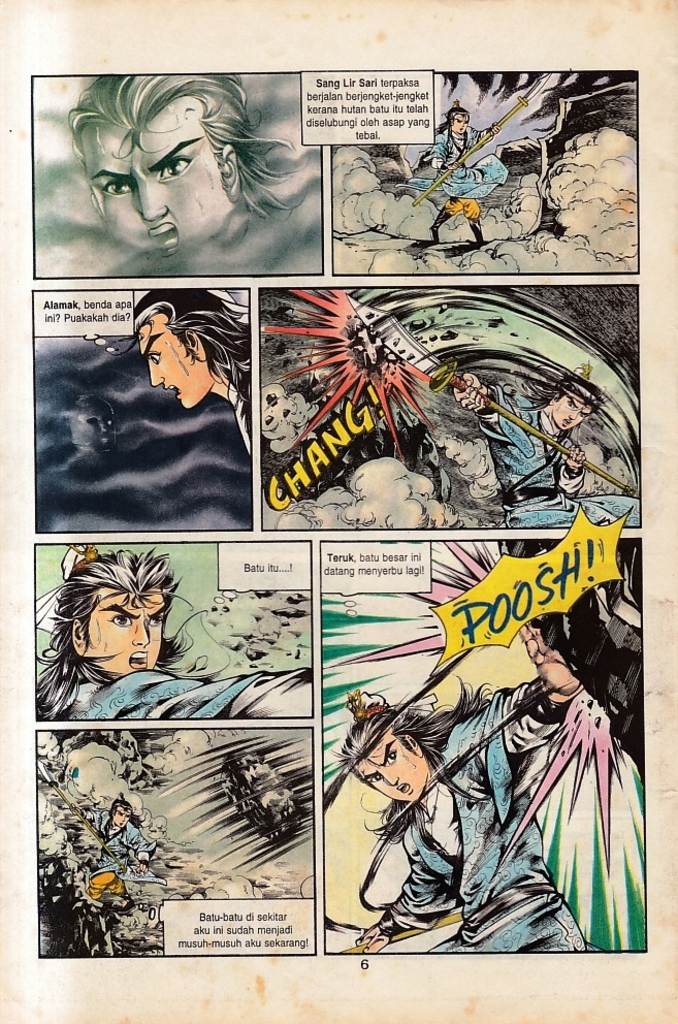 Sang Lir Sari terpaksa
berjalan berjengket-jengket
kerana hutan batu itu telah
diselubungi oleh asap yang
tebal.
Alamak, benda apa
ini? Puakakah dia?
CHANG!
Batu itu....!
Teruk, batu besar ini
datang menyerbu lagi!
POOSH!
Batu-batu di sekitar
aku ini sudah menjadi
musuh-musuh aku sekarang!
6